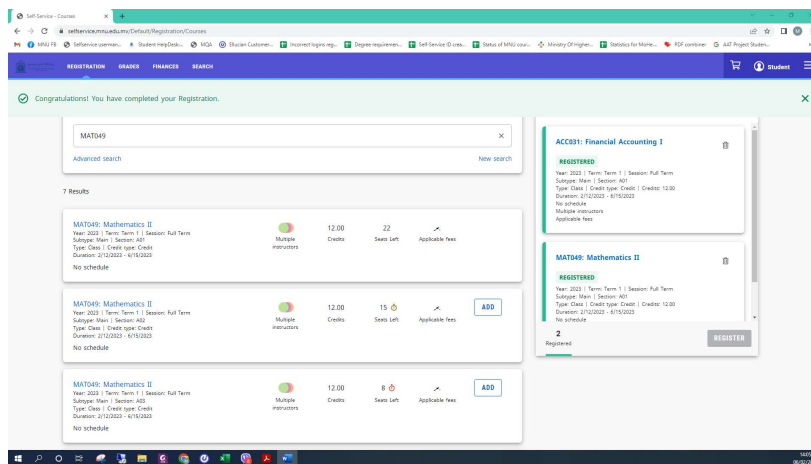 Self-Service - Courses
selfservice.mnu.edu.mv/Default/Registration/Courses
MNU FB
Selfservice userman...
Student HelpDesk...
MQA
Ellucian Customer...
Incorrect logins reg...
Degree requiremen...
Self-Service ID crea...
Status of MNU cour...
Ministry Of Higher...
Statistics for MoHe...
PDF combiner
AAT Project Studen...
REGISTRATION
GRADES
FINANCES
SEARCH
Student
Congratulations! You have completed your Registration.
MAT049
Advanced search
New search
7 Results
MAT049: Mathematics II
Year: 2023 | Term: Term 1 | Session: Full Term
Subtype: Main | Section: A01
Type: Class | Credit type: Credit
Duration: 2/12/2023 - 6/15/2023
No schedule
Multiple instructors
12.00
Credits
22
Seats Left
Applicable fees
MAT049: Mathematics II
Year: 2023 | Term: Term 1 | Session: Full Term
Subtype: Main | Section: A02
Type: Class | Credit type: Credit
Duration: 2/12/2023 - 6/15/2023
No schedule
Multiple instructors
12.00
Credits
15
Seats Left
Applicable fees
ADD
MAT049: Mathematics II
Year: 2023 | Term: Term 1 | Session: Full Term
Subtype: Main | Section: A03
Type: Class | Credit type: Credit
Duration: 2/12/2023 - 6/15/2023
No schedule
Multiple instructors
12.00
Credits
8
Seats Left
Applicable fees
ADD
ACC031: Financial Accounting I
REGISTERED
Year: 2023 | Term: Term 1 | Session: Full Term
Subtype: Main | Section: A01
Type: Class | Credit type: Credit | Credits: 12.00
Duration: 2/12/2023 - 6/15/2023
No schedule
Multiple instructors
Applicable fees
MAT049: Mathematics II
REGISTERED
Year: 2023 | Term: Term 1 | Session: Full Term
Subtype: Main | Section: A01
Type: Class | Credit type: Credit | Credits: 12.00
Duration: 2/12/2023 - 6/15/2023
No schedule
2
Registered
REGISTER